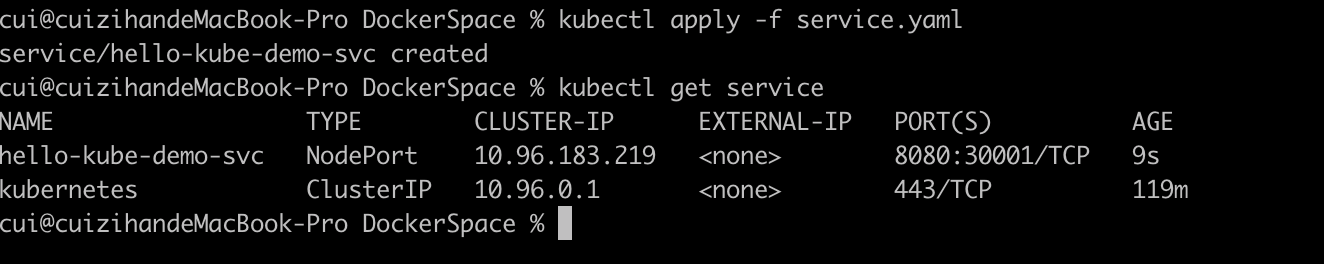 cui@cuizihandeMacBook-Pro DockerSpace % kubectl apply -f service.yaml
service/hello-kube-demo-svc created
cui@cuizihandeMacBook-Pro DockerSpace % kubectl get service
NAME TYPE CLUSTER-IP EXTERNAL-IP PORT(S) AGE
hello-kube-demo-svc NodePort 10.96.183.219 <none> 8080:30001/TCP 9s
kubernetes ClusterIP 10.96.0.1 <none> 443/TCP 119m
cui@cuizihandeMacBook-Pro DockerSpace %